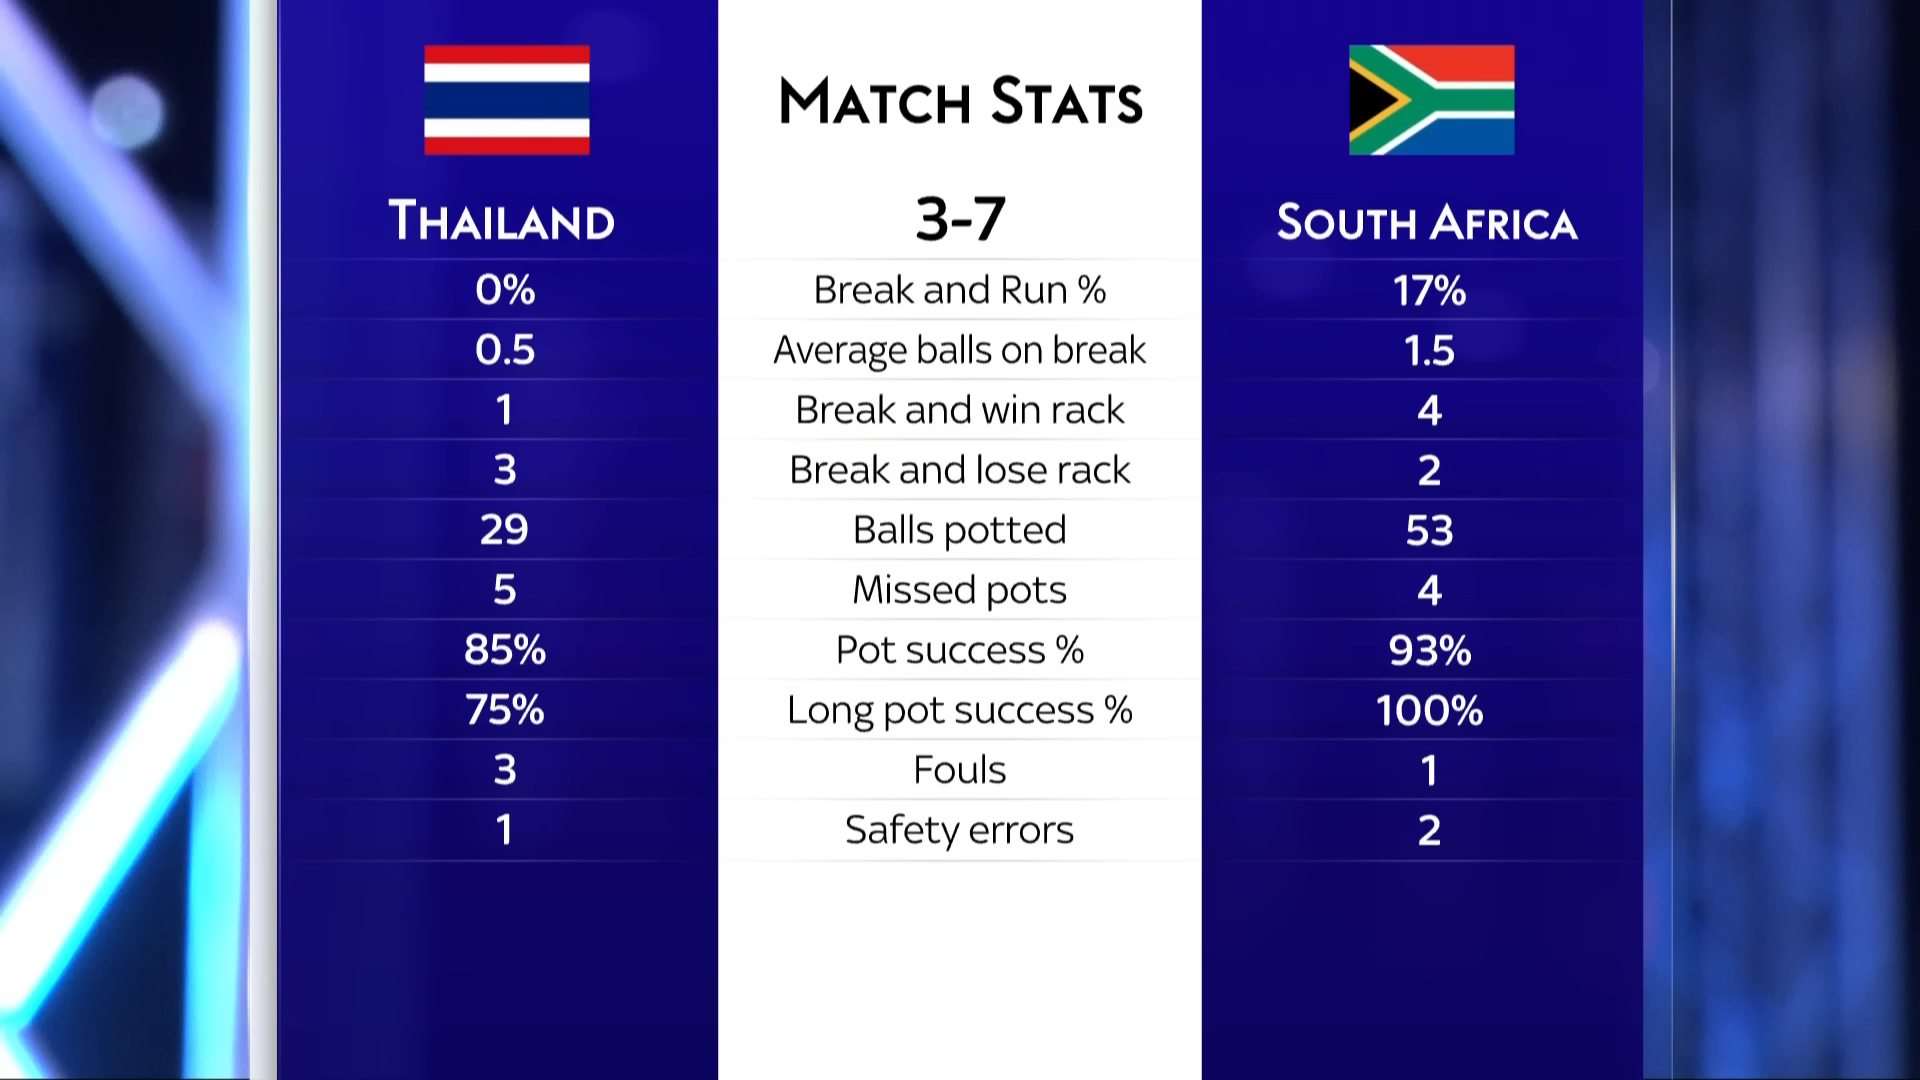 MATCH STATS
THAILAND 3-7 SOUTH AFRICA
0% Break and Run % 17%
0.5 Average balls on break 1.5
1 Break and win rack 4
3 Break and lose rack 2
29 Balls potted 53
5 Missed pots 4
85% Pot success % 93%
75% Long pot success % 100%
3 Fouls 1
1 Safety errors 2